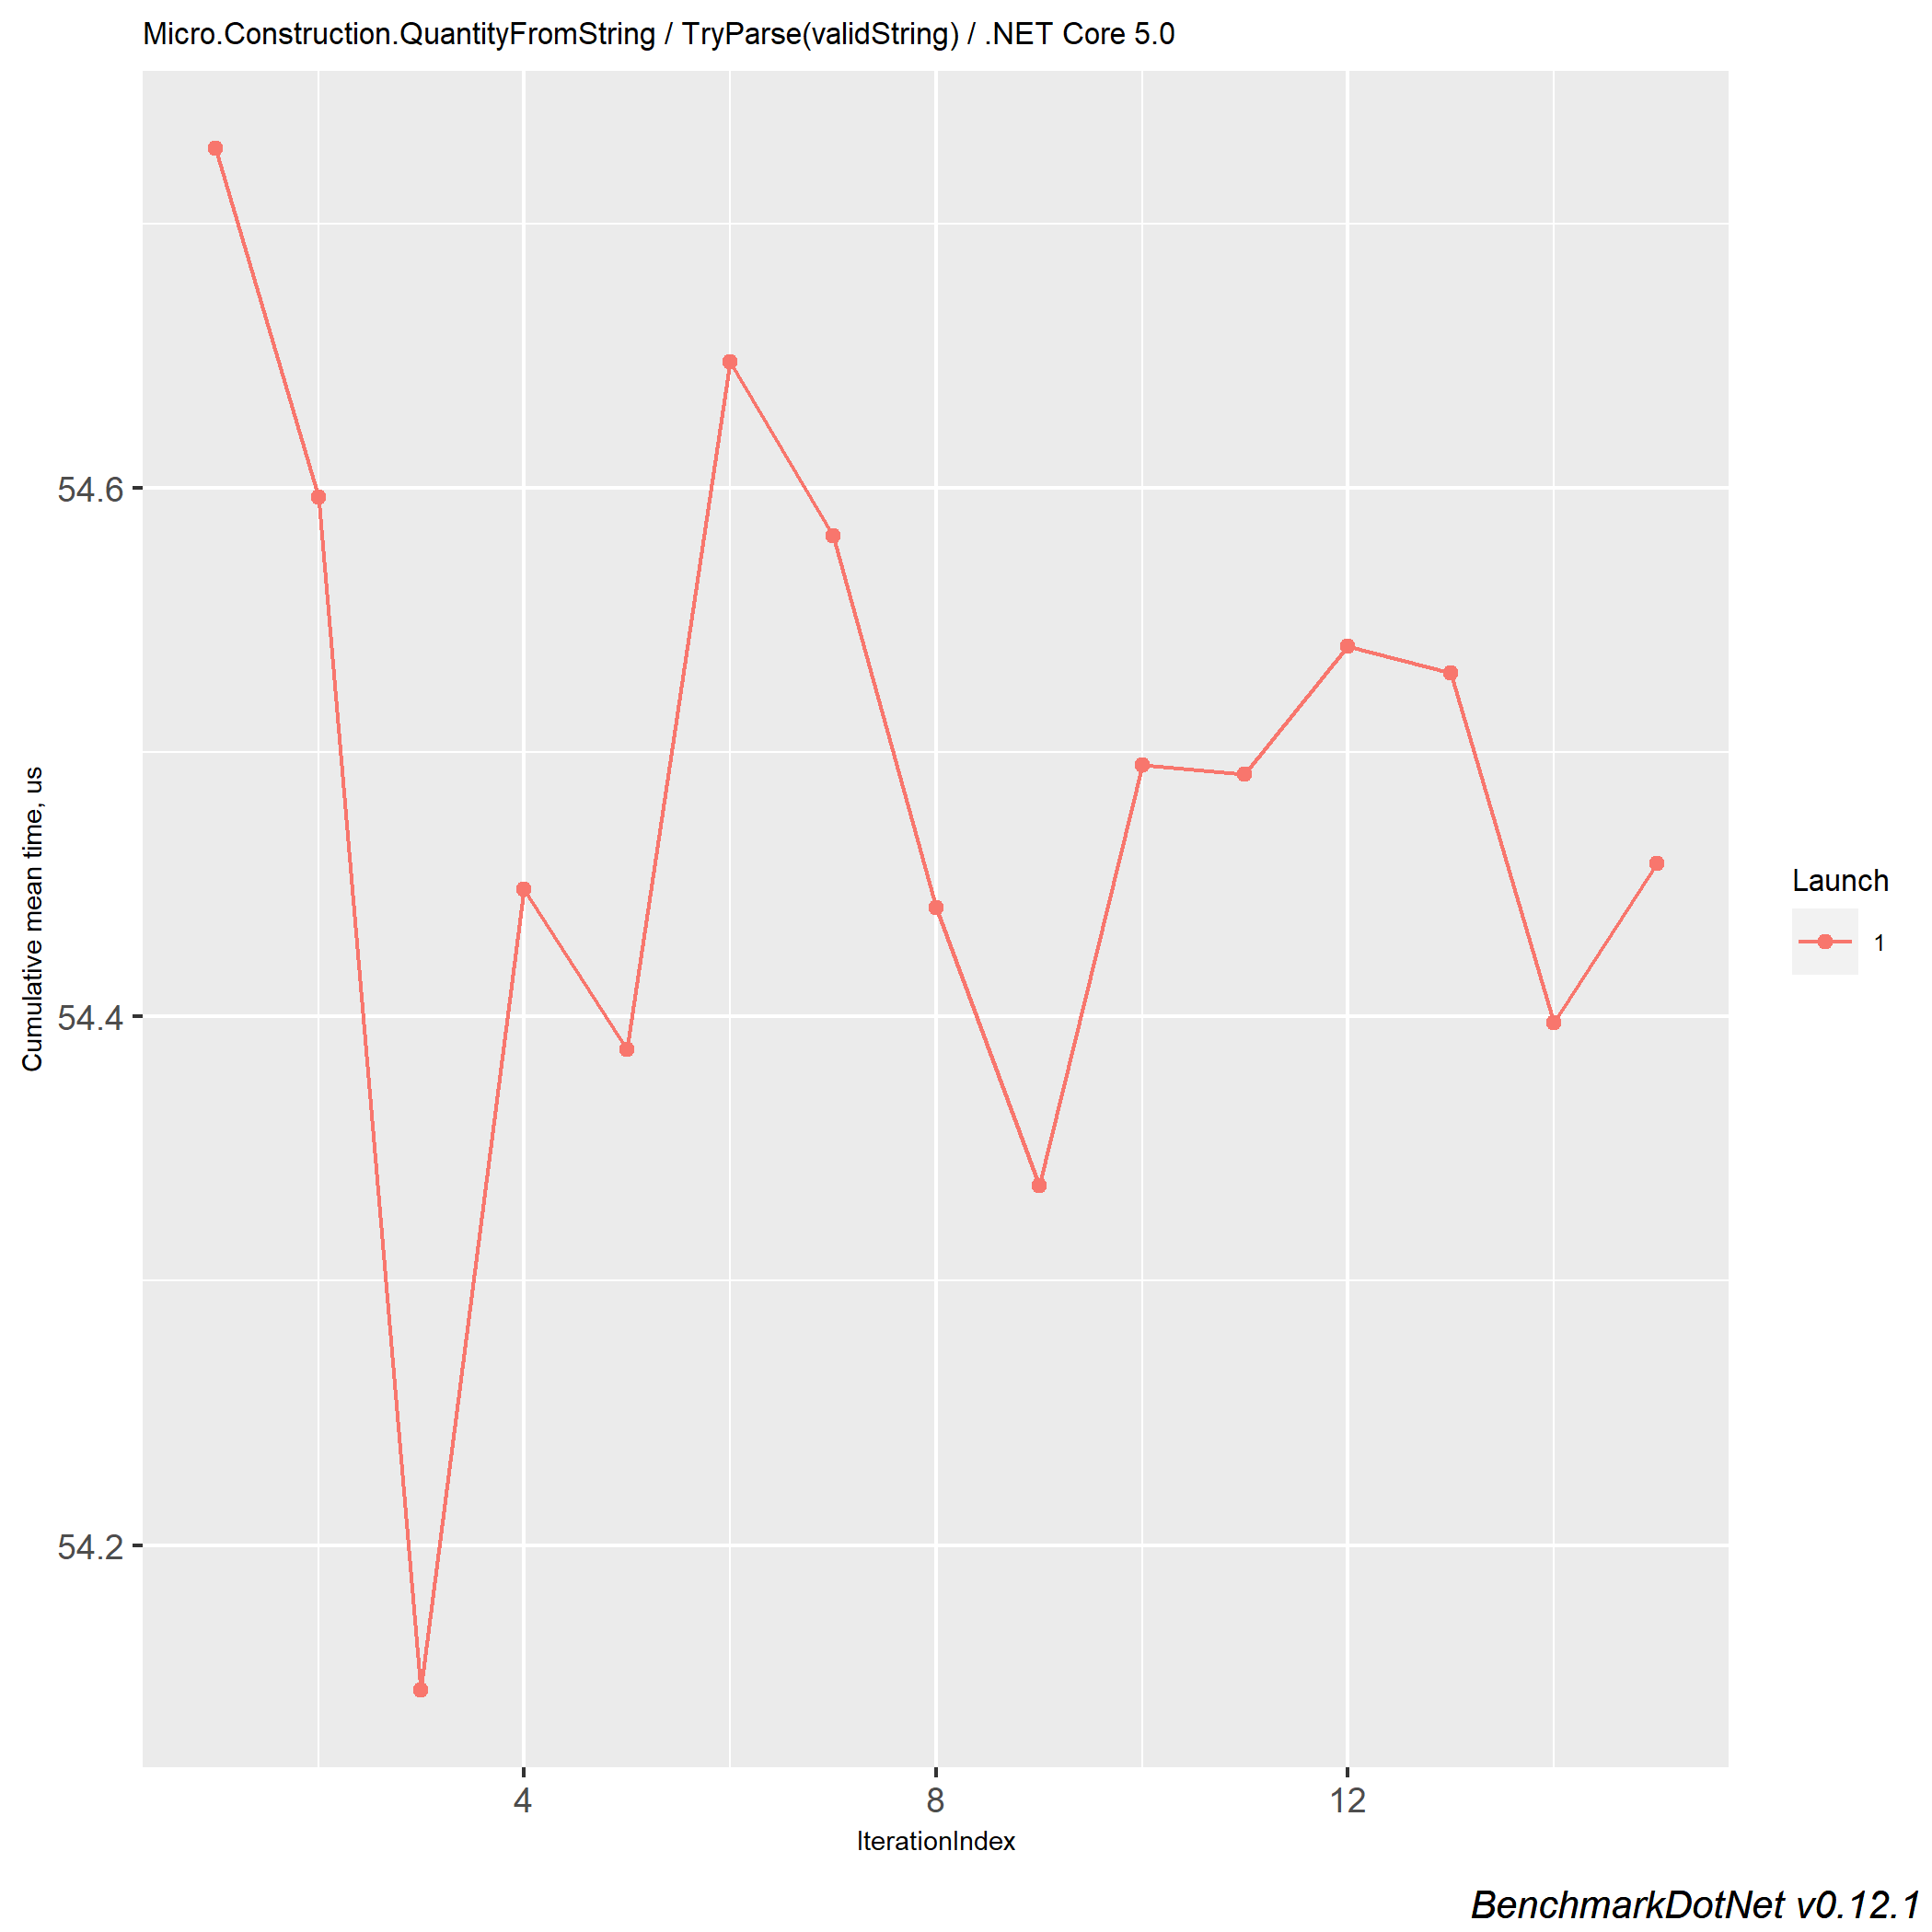 Micro.Construction.QuantityFromString / TryParse(validString) / .NET Core 5.0
Cumulative mean time, us
54.6
54.4
54.2
4
8
12
IterationIndex
Launch
1
BenchmarkDotNet v0.12.1